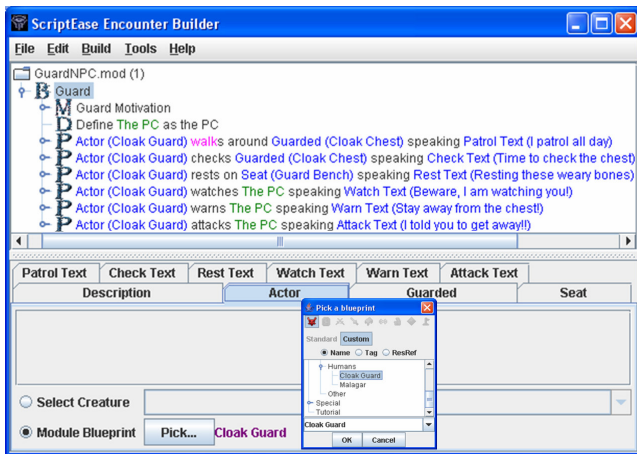 ScriptEase Encounter Builder
File Edit Build Tools Help
GuardNPC.mod (1)
B Guard
M Guard Motivation
D Define The PC as the PC
P Actor (Cloak Guard) walks around Guarded (Cloak Chest) speaking Patrol Text (I patrol all day)
P Actor (Cloak Guard) checks Guarded (Cloak Chest) speaking Check Text (Time to check the chest)
P Actor (Cloak Guard) rests on Seat (Guard Bench) speaking Rest Text (Resting these weary bones)
P Actor (Cloak Guard) watches The PC speaking Watch Text (Beware, I am watching you!)
P Actor (Cloak Guard) warns The PC speaking Warn Text (Stay away from the chest!)
P Actor (Cloak Guard) attacks The PC speaking Attack Text (I told you to get away!!)
Patrol Text Check Text Rest Text Watch Text Warn Text Attack Text
Description Actor Guarded Seat
Pick a blueprint
Standard Custom
Name Tag ResRef
Humans
Cloak Guard
Malagar
Other
Special
Tutorial
Cloak Guard
OK Cancel
Select Creature
Module Blueprint Pick... Cloak Guard